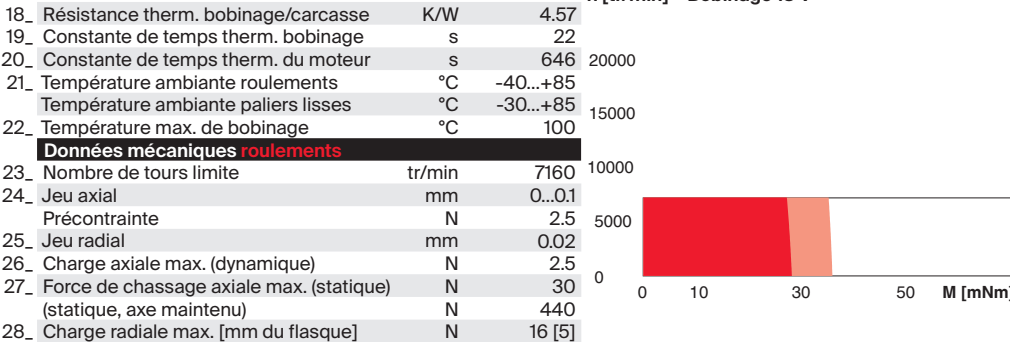 18_ Résistance therm. bobinage/carcasse K/W 4.57
19_ Constante de temps therm. bobinage s 22
20_ Constante de temps therm. du moteur s 646
21_ Température ambiante roulements °C -40...+85
Température ambiante paliers lisses °C -30...+85
22_ Température max. de bobinage °C 100
Données mécaniques roulements
23_ Nombre de tours limite tr/min 7160
24_ Jeu axial mm 0...0.1
Précontrainte N 2.5
25_ Jeu radial mm 0.02
26_ Charge axiale max. (dynamique) N 2.5
27_ Force de chassage axiale max. (statique) N 30
(statique, axe maintenu) N 440
28_ Charge radiale max. [mm du flasque] N 16 [5]
20000
15000
10000
5000
0
0 10 30 50 M [mNm]